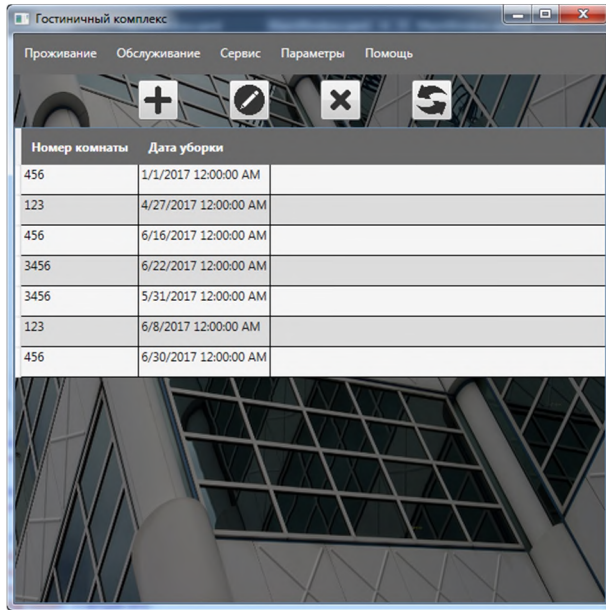 Гостиничный комплекс
Проживание Обслуживание Сервис Параметры Помощь
Номер комнаты Дата уборки
456 1/1/2017 12:00:00 AM
123 4/27/2017 12:00:00 AM
456 6/16/2017 12:00:00 AM
3456 6/22/2017 12:00:00 AM
3456 5/31/2017 12:00:00 AM
123 6/8/2017 12:00:00 AM
456 6/30/2017 12:00:00 AM